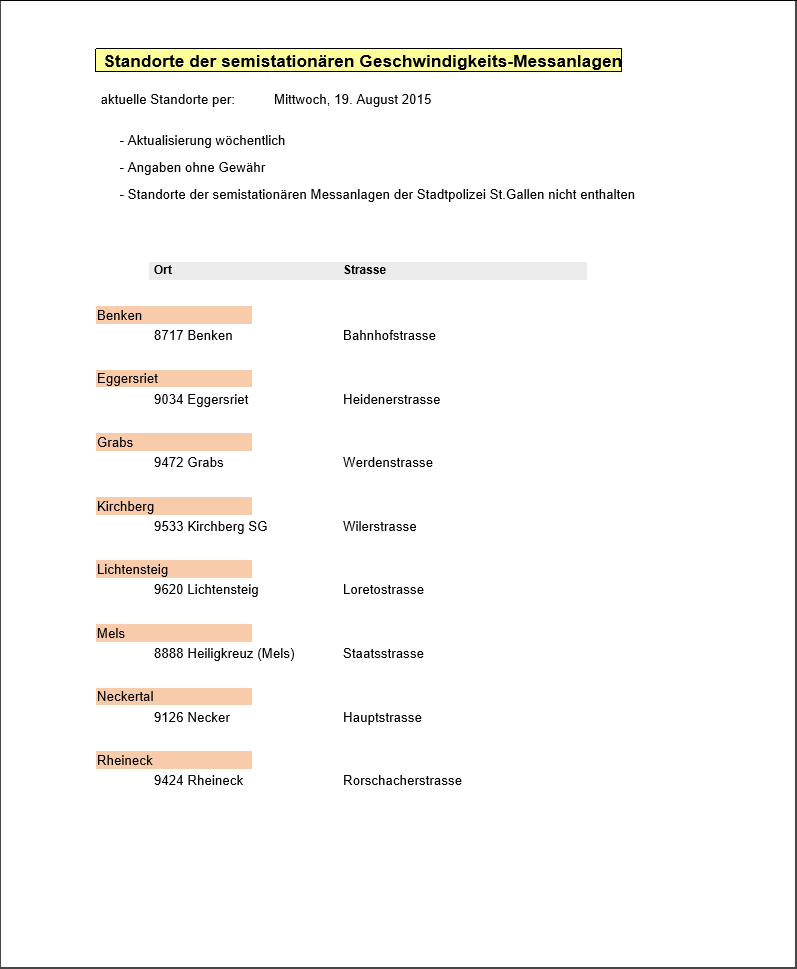 Standorte der semistationären Geschwindigkeits-Messanlagen
aktuelle Standorte per: Mittwoch, 19. August 2015
- Aktualisierung wöchentlich
- Angaben ohne Gewähr
- Standorte der semistationären Messanlagen der Stadtpolizei St.Gallen nicht enthalten
Ort Strasse
Benken
8717 Benken Bahnhofstrasse
Eggersriet
9034 Eggersriet Heidenerstrasse
Grabs
9472 Grabs Werdenstrasse
Kirchberg
9533 Kirchberg SG Wilerstrasse
Lichtensteig
9620 Lichtensteig Loretostrasse
Mels
8888 Heiligkreuz (Mels) Staatsstrasse
Neckertal
9126 Necker Hauptstrasse
Rheineck
9424 Rheineck Rorschacherstrasse